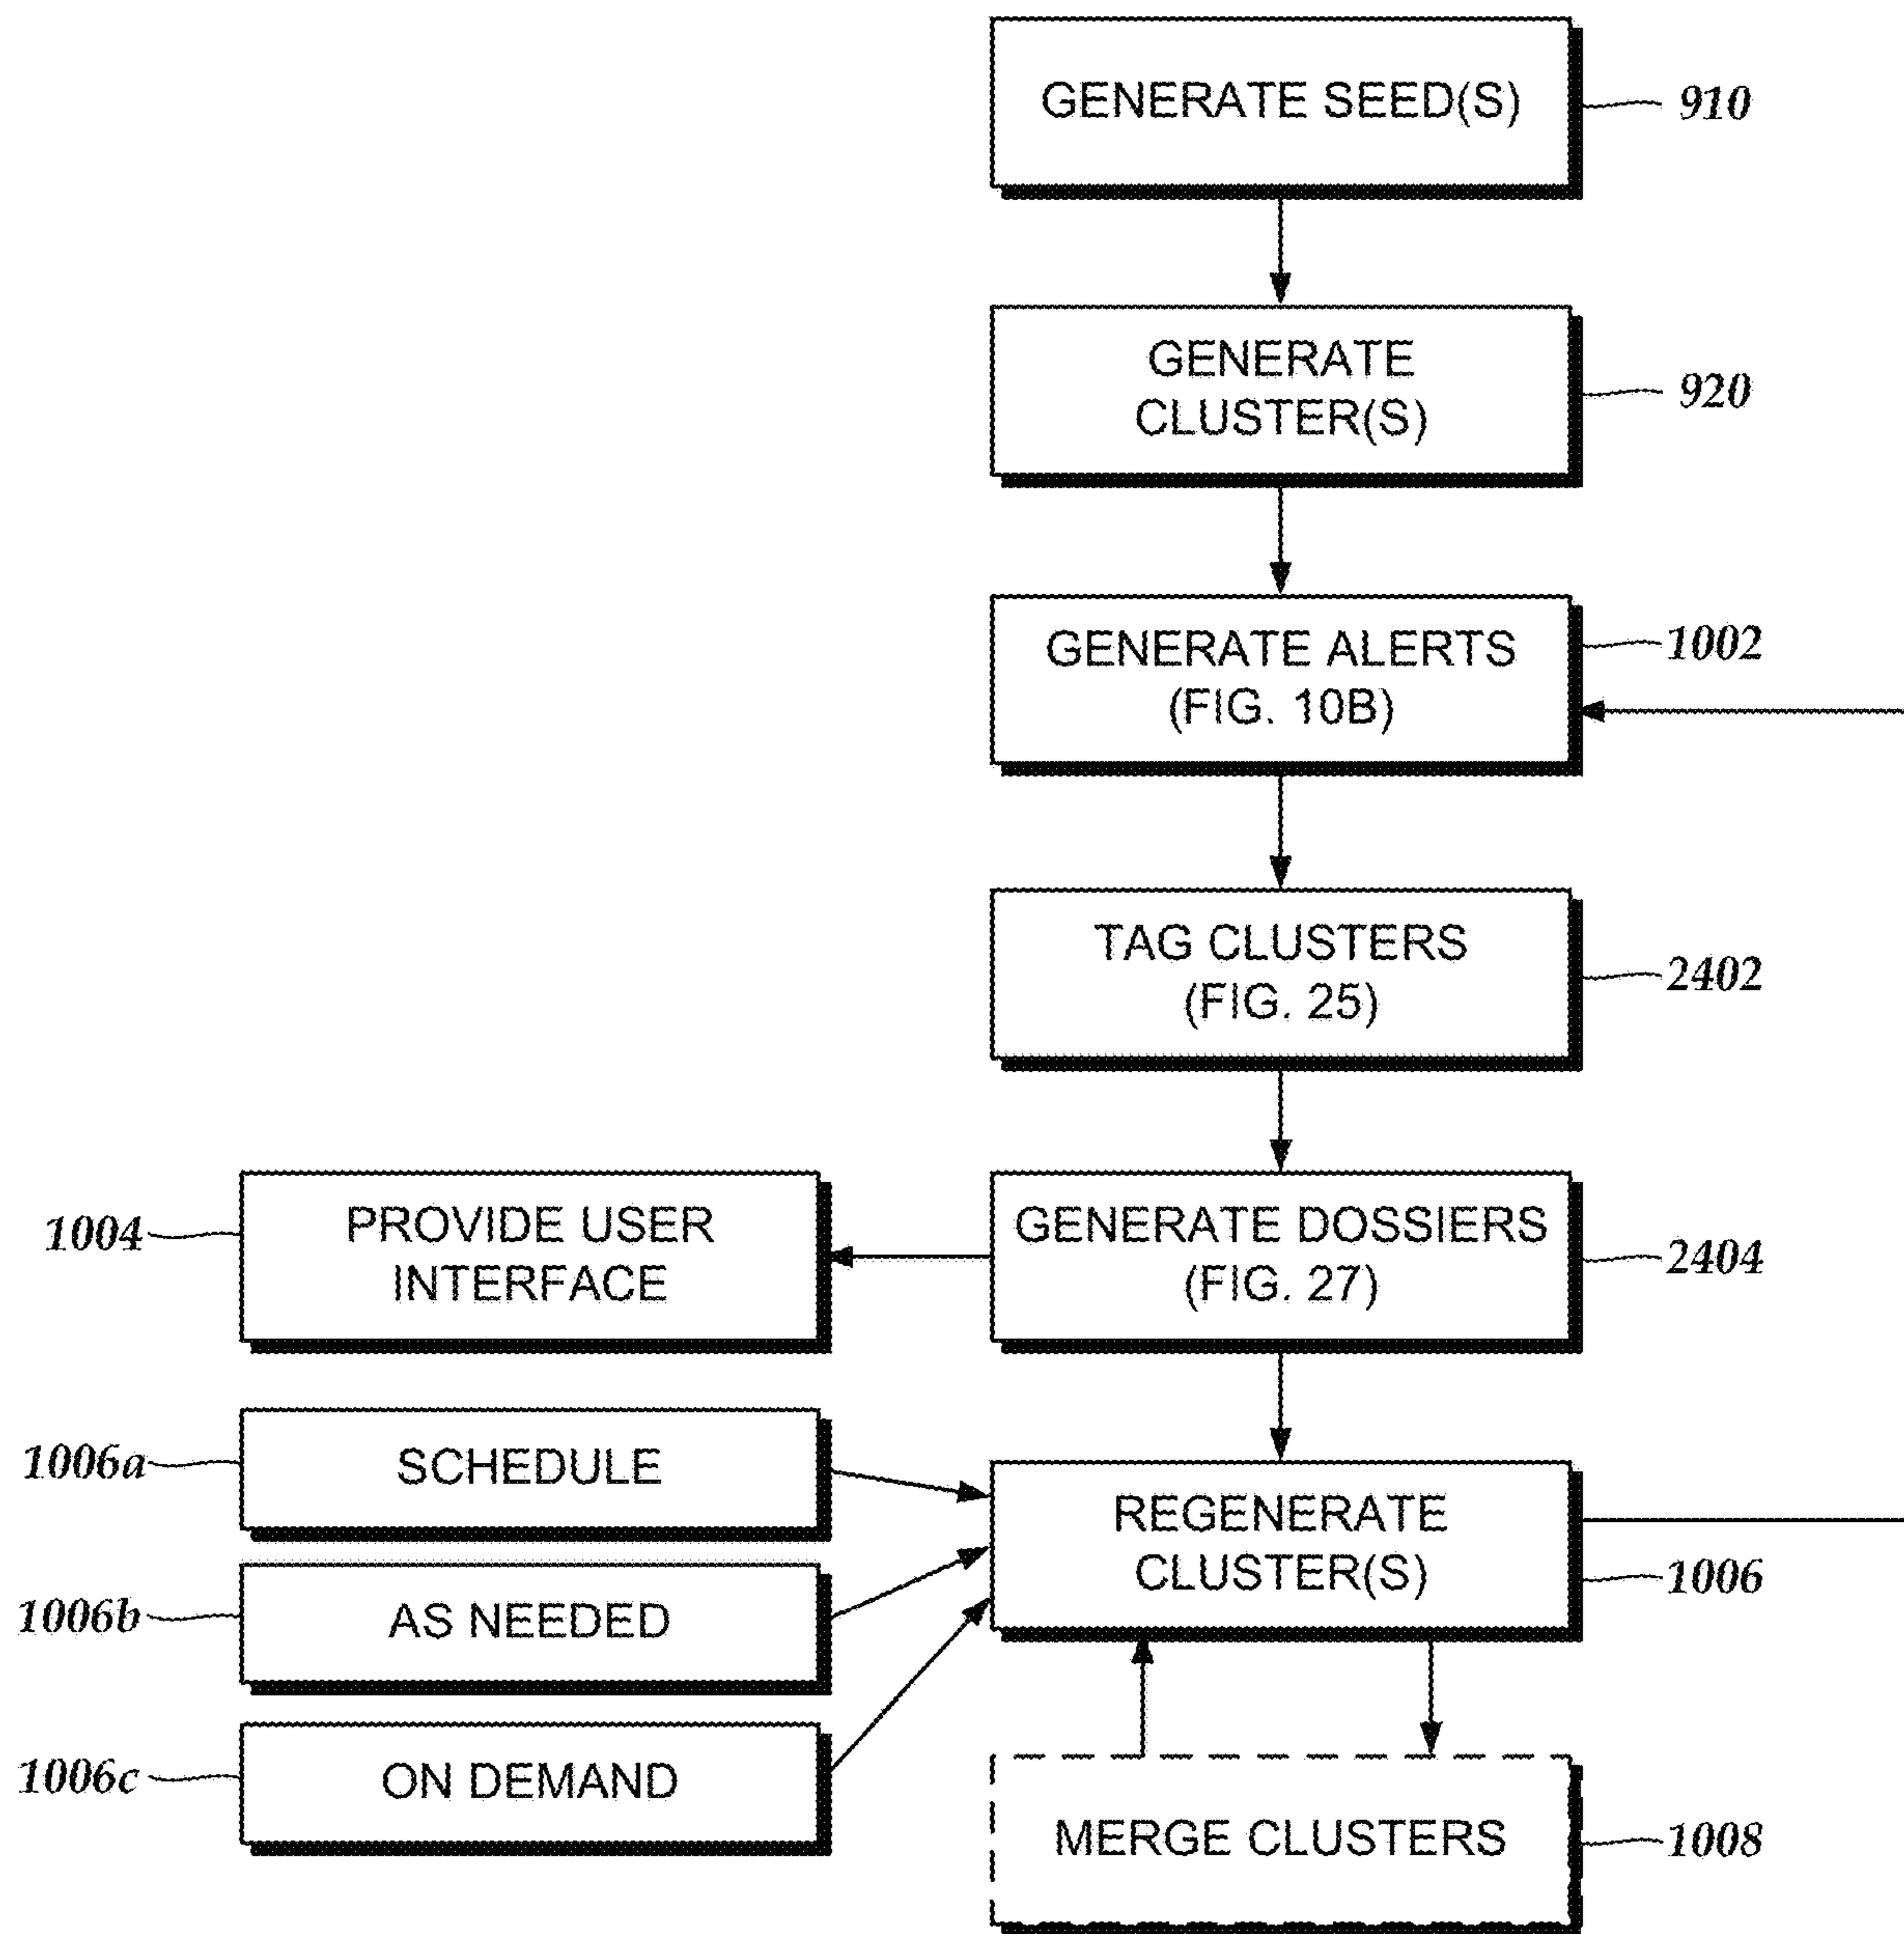 GENERATE SEED(S)
910
GENERATE
CLUSTER(S)
920
GENERATE ALERTS
(FIG. 10B)
1002
TAG CLUSTERS
(FIG. 25)
2402
1004
PROVIDE USER
INTERFACE
GENERATE DOSSIERS
(FIG. 27)
2404
1006a
SCHEDULE
1006b
AS NEEDED
1006c
ON DEMAND
REGENERATE
CLUSTER(S)
1006
MERGE CLUSTERS
1008